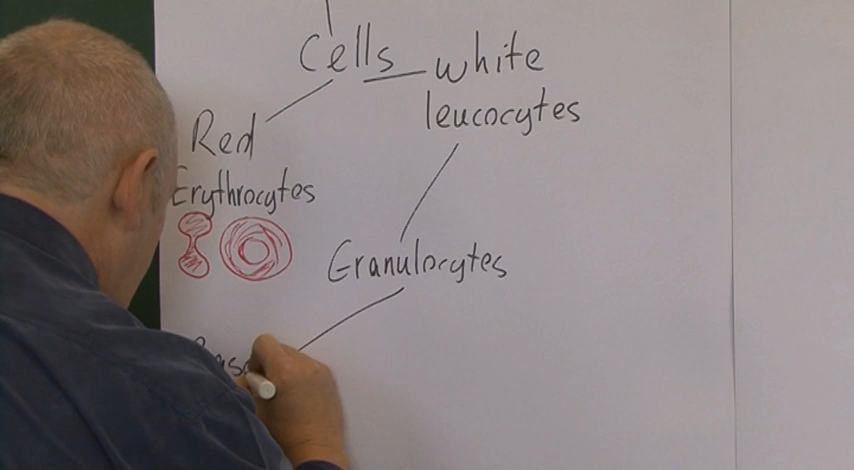 Cells
white
leucocytes
Red
Erythrocytes
Granulocytes